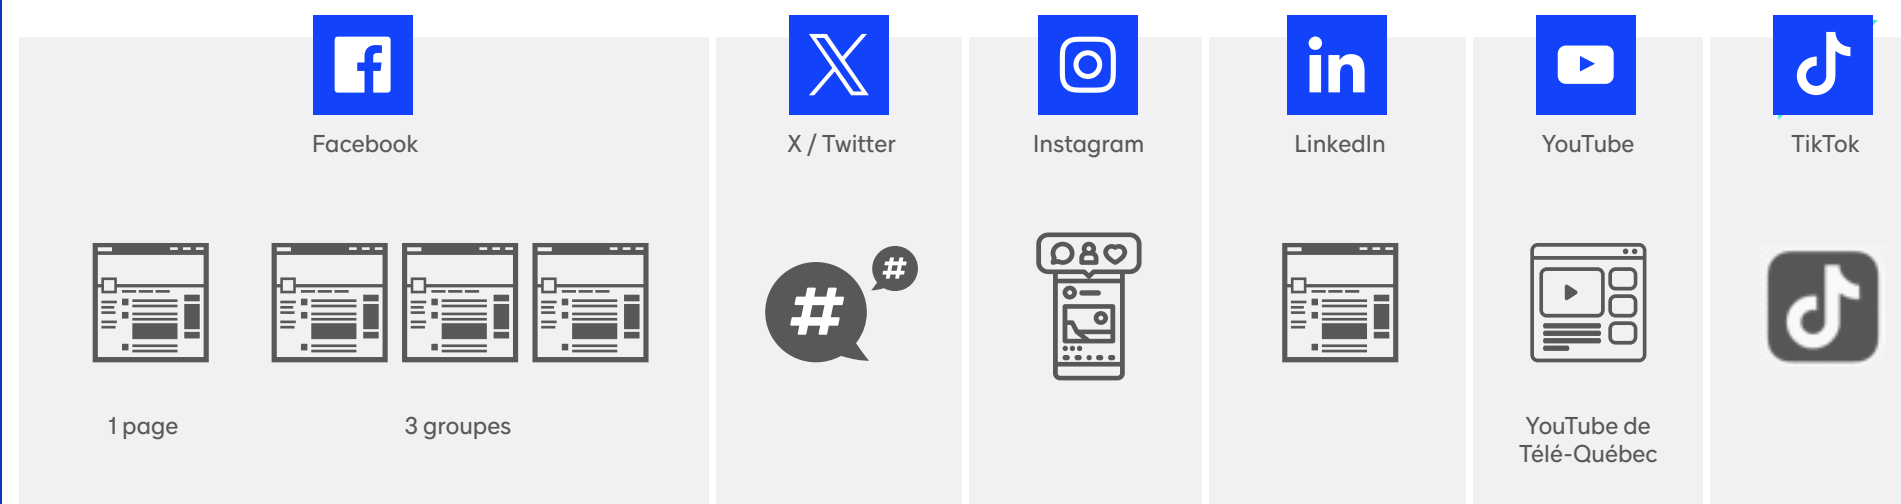 Facebook
X / Twitter
Instagram
LinkedIn
YouTube
TikTok
1 page
3 groupes
YouTube de
Télé-Québec